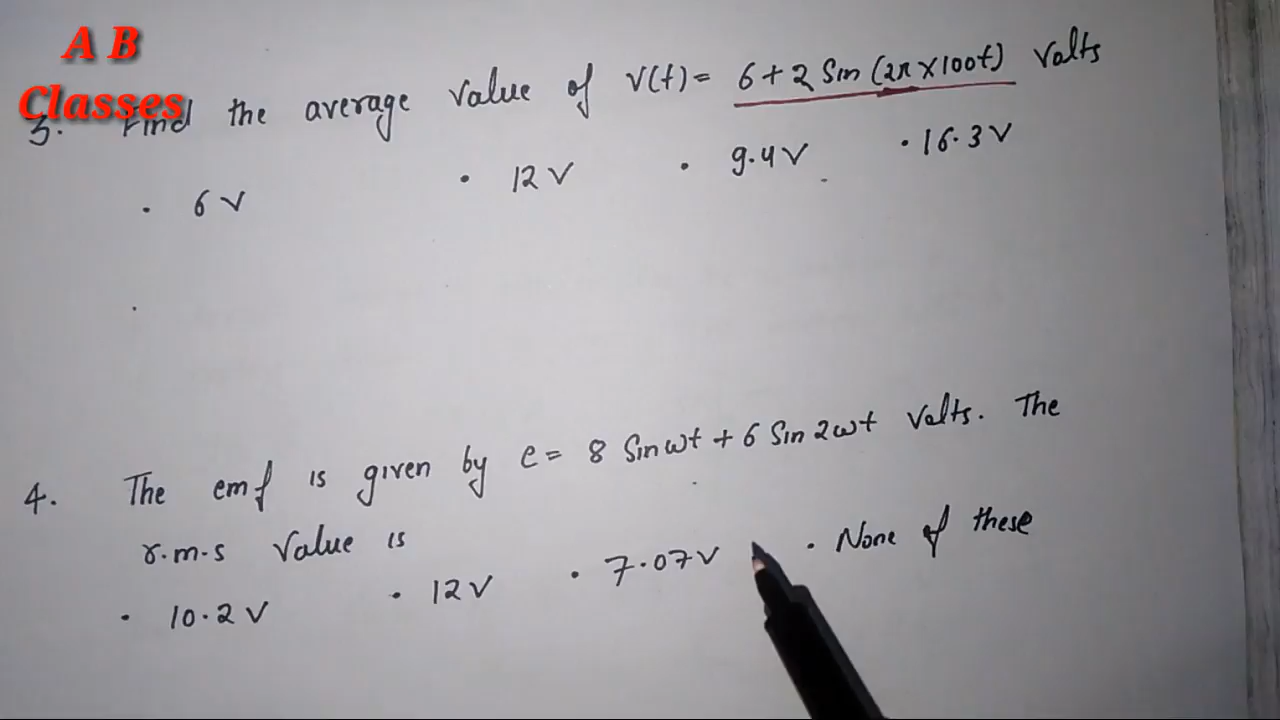 A B
Classes
3. Find the average value of v(t)= 6+2 Sin (2π×100t) Volts
. 6 V . 12 V . 9.4 V . 16.3 V
4. The emf is given by e= 8 Sinωt + 6 Sin 2ωt Volts. The
r.m.s Value is
. 10.2 V . 12 V . 7.07 V . None of these